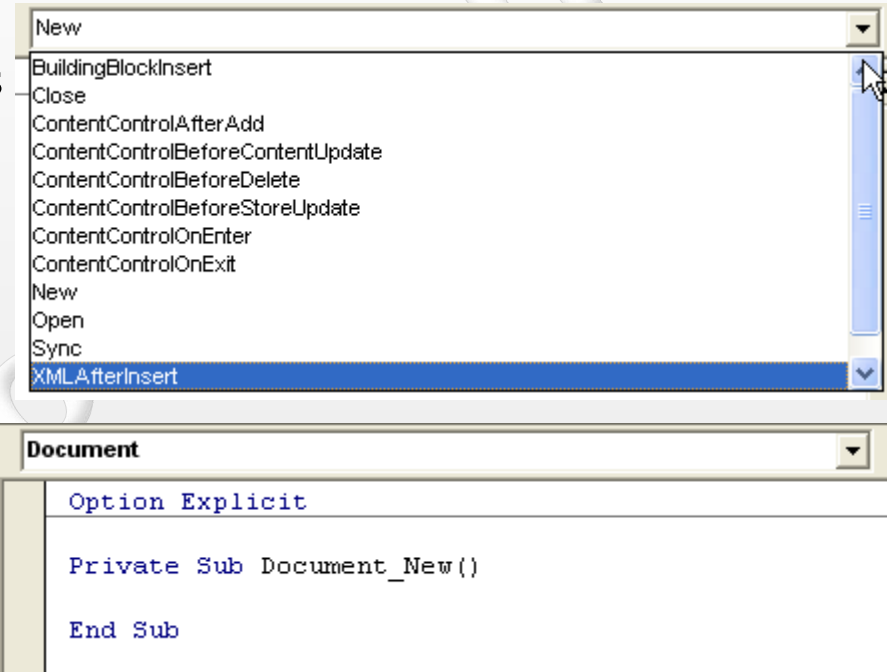 New
BuildingBlockInsert
Close
ContentControlAfterAdd
ContentControlBeforeContentUpdate
ContentControlBeforeDelete
ContentControlBeforeStoreUpdate
ContentControlOnEnter
ContentControlOnExit
New
Open
Sync
XMLAfterInsert
Document
Option Explicit
Private Sub Document_New()
End Sub